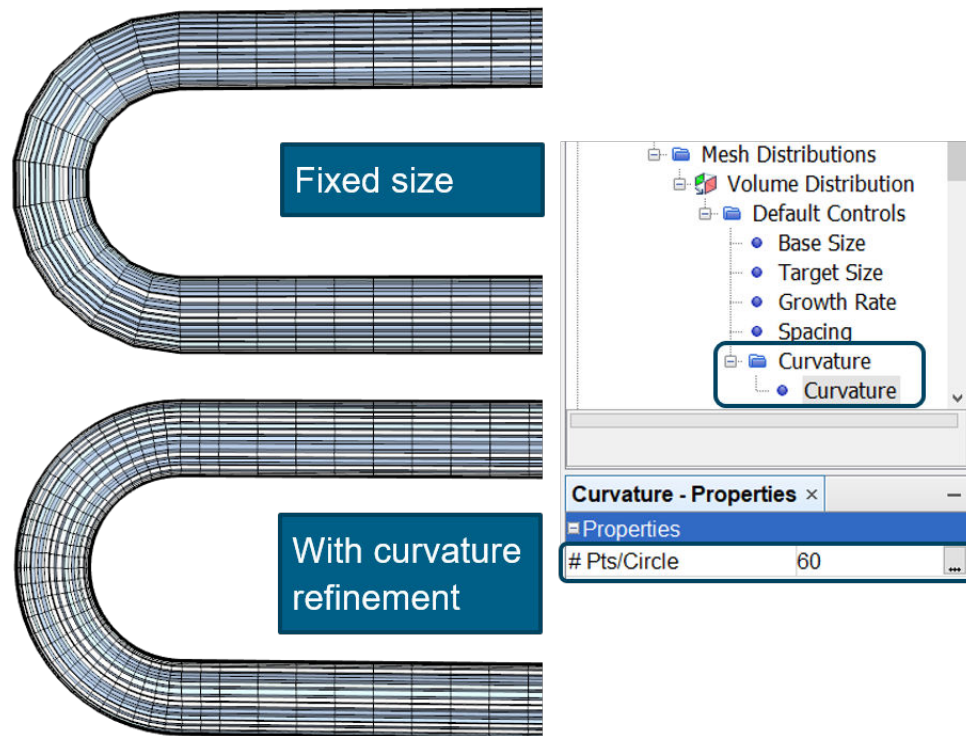 Fixed size
With curvature
refinement
Mesh Distributions
Volume Distribution
Default Controls
Base Size
Target Size
Growth Rate
Spacing
Curvature
Curvature
Curvature - Properties ×
Properties
# Pts/Circle 60 ...